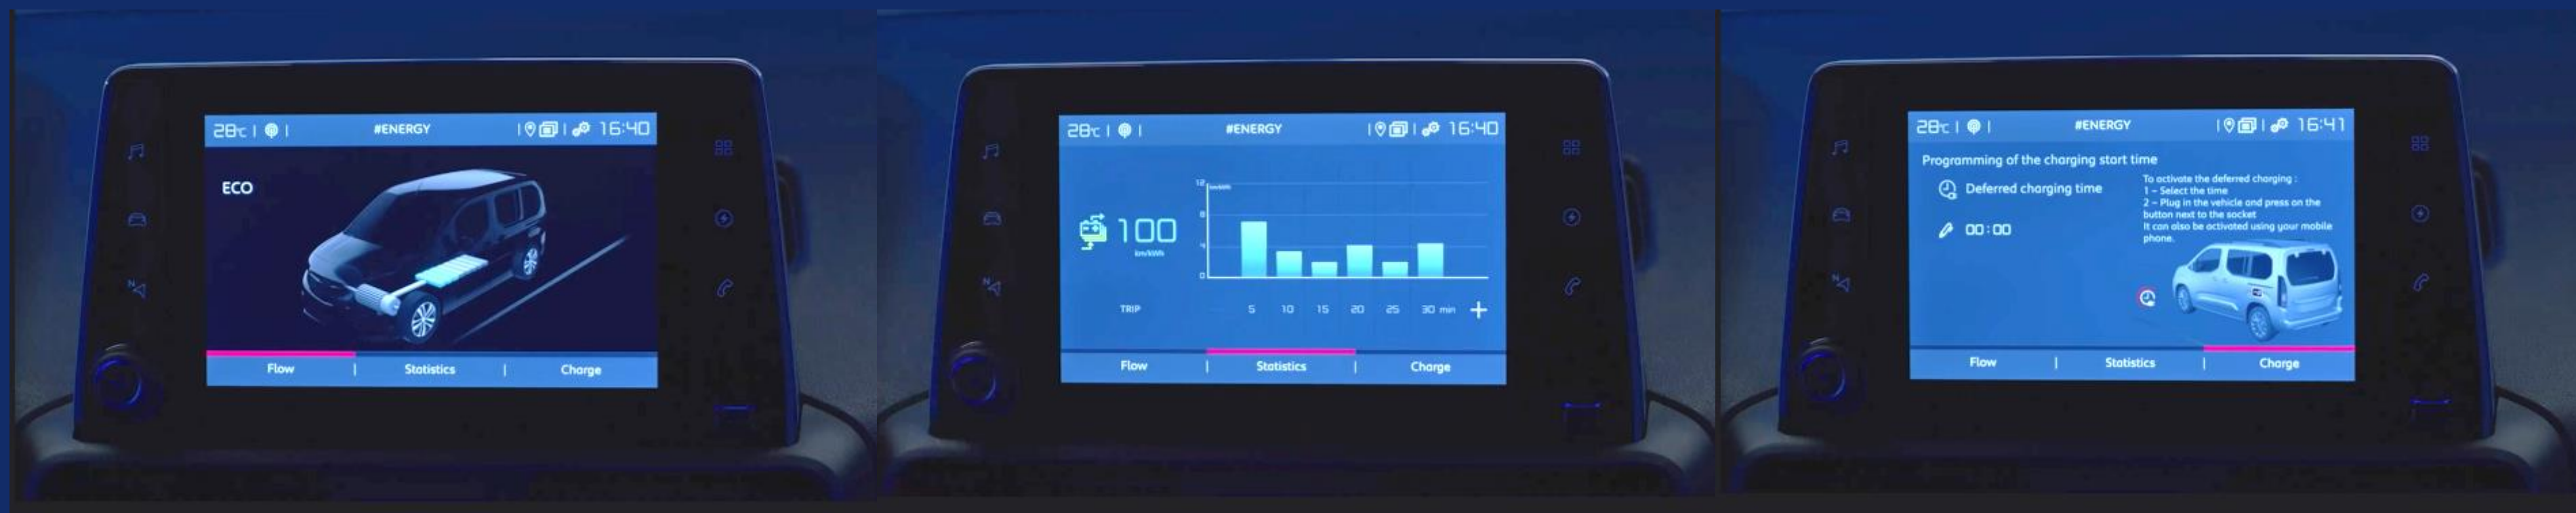 28°C
#ENERGY
16:40
ECO
Flow
Statistics
Charge
28°C
#ENERGY
16:40
12
8
4
0
100
km/kWh
TRIP
5 10 15 20 25 30 min +
Flow
Statistics
Charge
28°C
#ENERGY
16:41
Programming of the charging start time
Deferred charging time
00:00
To activate the deferred charging :
1 - Select the time
2 - Plug in the vehicle and press on the
button next to the socket
It can also be activated using your mobile
phone.
Flow
Statistics
Charge